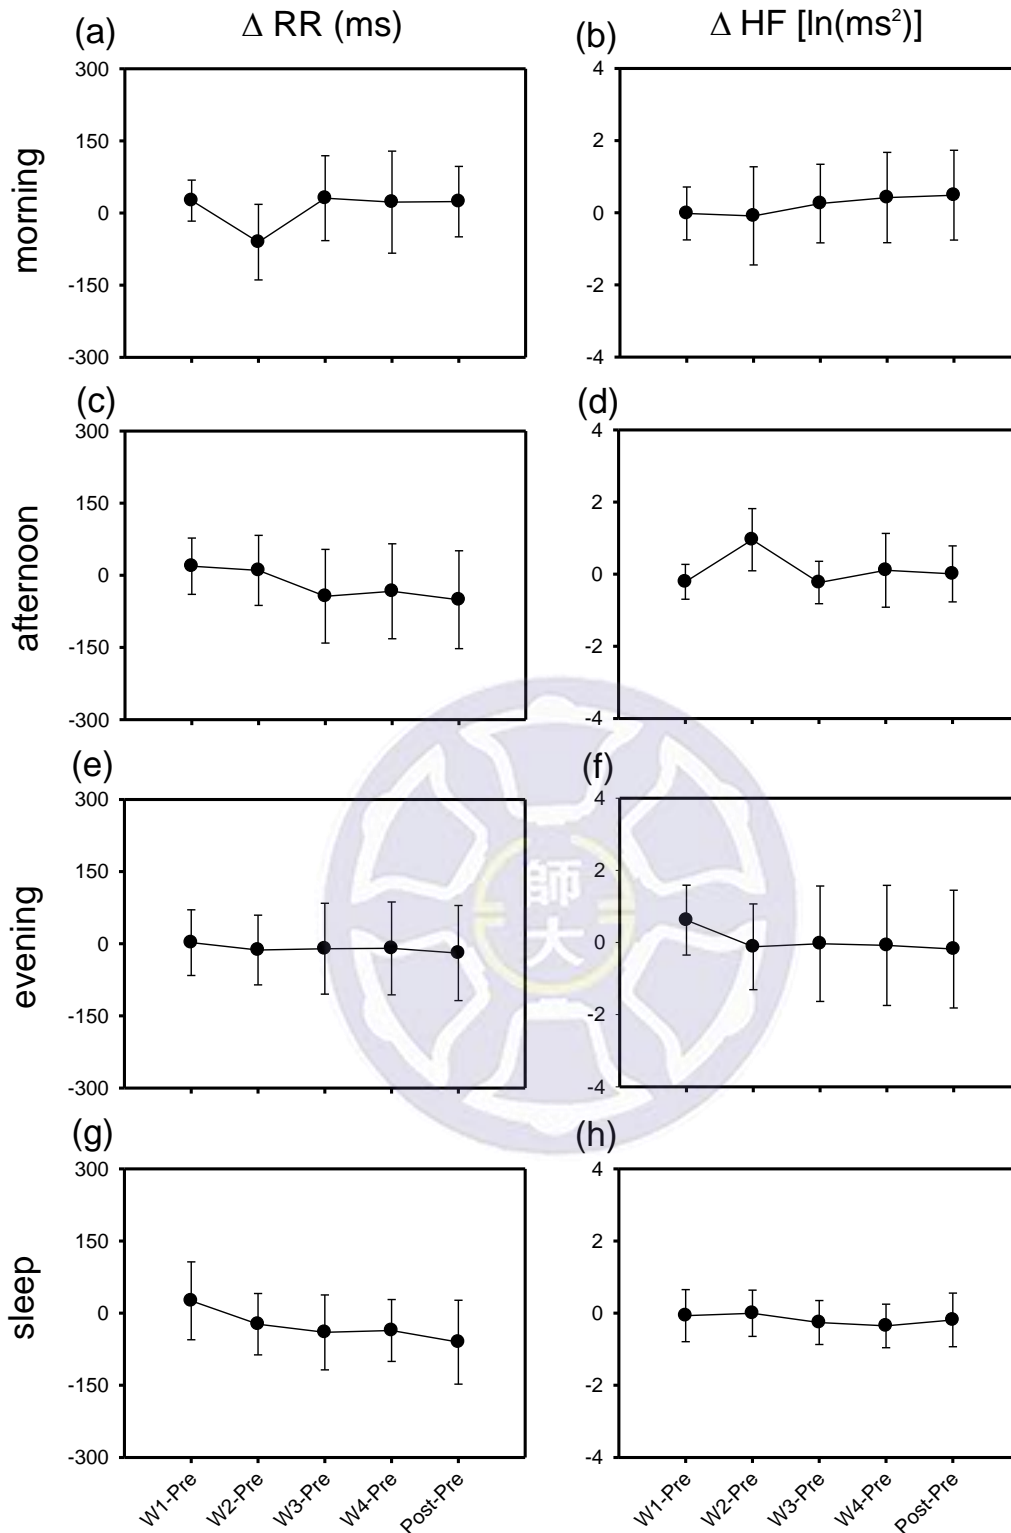 (a) Δ RR (ms)
(b) Δ HF [ln(ms²)]
morning
300
150
0
-150
-300
4
2
0
-2
-4
(c)
(d)
afternoon
300
150
0
-150
-300
4
2
0
-2
-4
(e)
(f)
evening
300
150
0
-150
-300
4
2
0
-2
-4
師
大
(g)
(h)
sleep
300
150
0
-150
-300
4
2
0
-2
-4
W1-Pre W2-Pre W3-Pre W4-Pre Post-Pre
W1-Pre W2-Pre W3-Pre W4-Pre Post-Pre